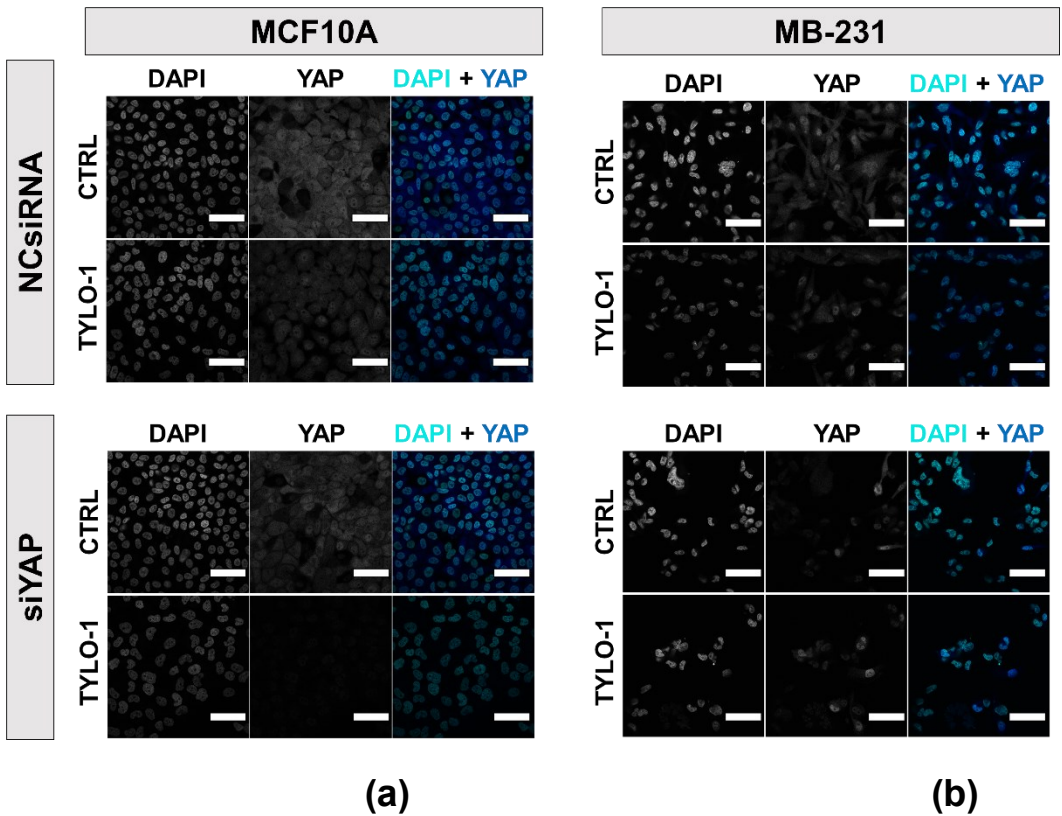 MCF10A
MB-231
NCsiRNA
DAPI YAP DAPI + YAP
CTRL
TYLO-1
DAPI YAP DAPI + YAP
CTRL
TYLO-1
siYAP
DAPI YAP DAPI + YAP
CTRL
TYLO-1
DAPI YAP DAPI + YAP
CTRL
TYLO-1
(a)
(b)